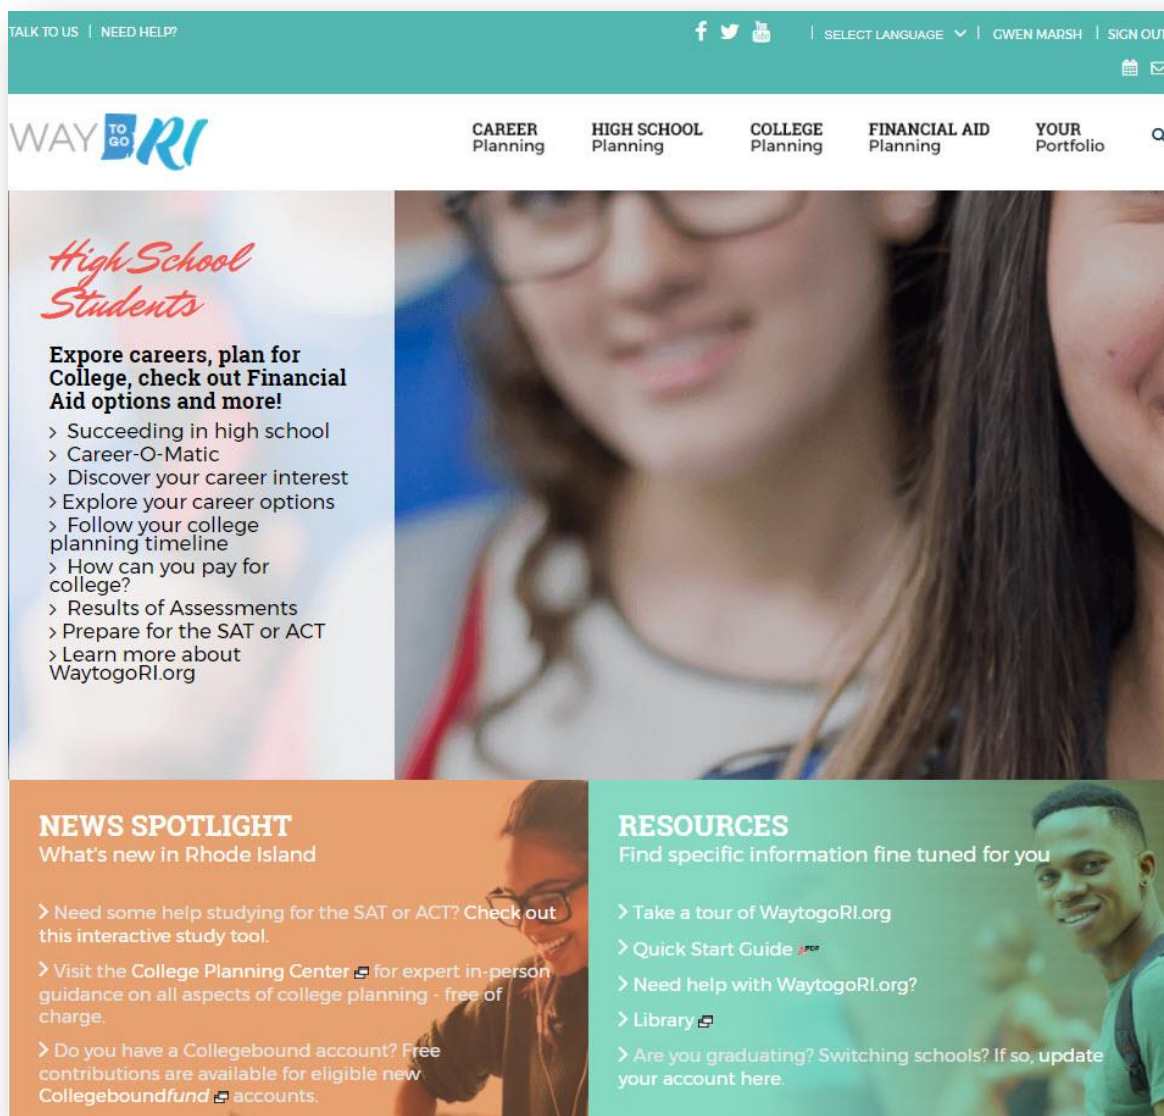 TALK TO US | NEED HELP?
| SELECT LANGUAGE | GWEN MARSH | SIGN OUT
WAY TO GO RI
CAREER Planning
HIGH SCHOOL Planning
COLLEGE Planning
FINANCIAL AID Planning
YOUR Portfolio
High School
Students
Expore careers, plan for
College, check out Financial
Aid options and more!
> Succeeding in high school
> Career-O-Matic
> Discover your career interest
> Explore your career options
> Follow your college
planning timeline
> How can you pay for
college?
> Results of Assessments
> Prepare for the SAT or ACT
> Learn more about
WaytogoRI.org
NEWS SPOTLIGHT
What's new in Rhode Island
> Need some help studying for the SAT or ACT? Check out
this interactive study tool.
> Visit the College Planning Center for expert in-person
guidance on all aspects of college planning - free of
charge.
> Do you have a Collegebound account? Free
contributions are available for eligible new
Collegeboundfund accounts.
RESOURCES
Find specific information fine tuned for you
> Take a tour of WaytogoRI.org
> Quick Start Guide PDF
> Need help with WaytogoRI.org?
> Library
> Are you graduating? Switching schools? If so, update
your account here.